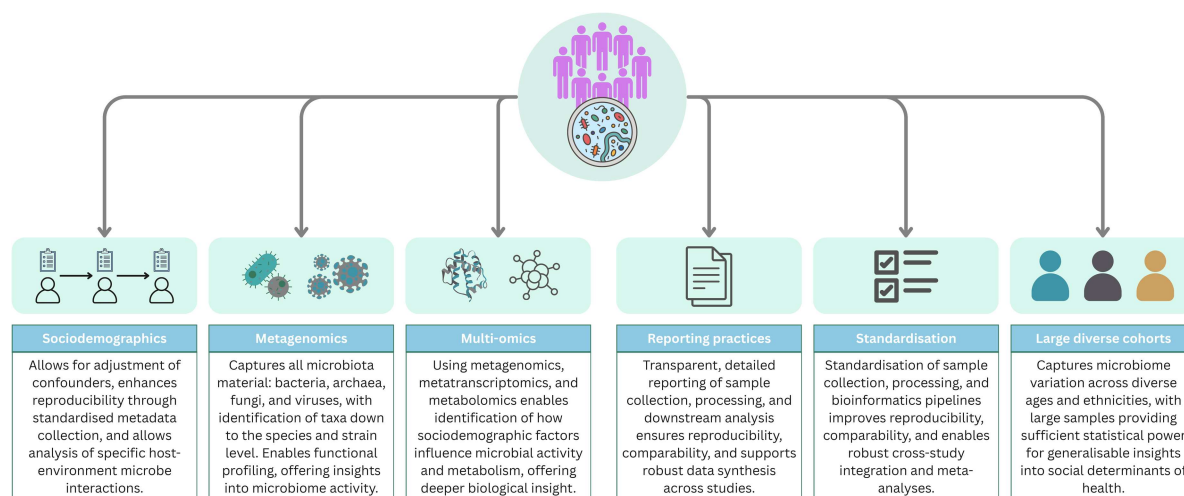 Sociodemographics
Allows for adjustment of
confounders, enhances
reproducibility through
standardised metadata
collection, and allows
analysis of specific host-
environment microbe
interactions.
Metagenomics
Captures all microbiota
material: bacteria, archaea,
fungi, and viruses, with
identification of taxa down
to the species and strain
level. Enables functional
profiling, offering insights
into microbiome activity.
Multi-omics
Using metagenomics,
metatranscriptomics, and
metabolomics enables
identification of how
sociodemographic factors
influence microbial activity
and metabolism, offering
deeper biological insight.
Reporting practices
Transparent, detailed
reporting of sample
collection, processing, and
downstream analysis
ensures reproducibility,
comparability, and supports
robust data synthesis
across studies.
Standardisation
Standardisation of sample
collection, processing, and
bioinformatics pipelines
improves reproducibility,
comparability, and enables
robust cross-study
integration and meta-
analyses.
Large diverse cohorts
Captures microbiome
variation across diverse
ages and ethnicities, with
large samples providing
sufficient statistical power
for generalisable insights
into social determinants of
health.